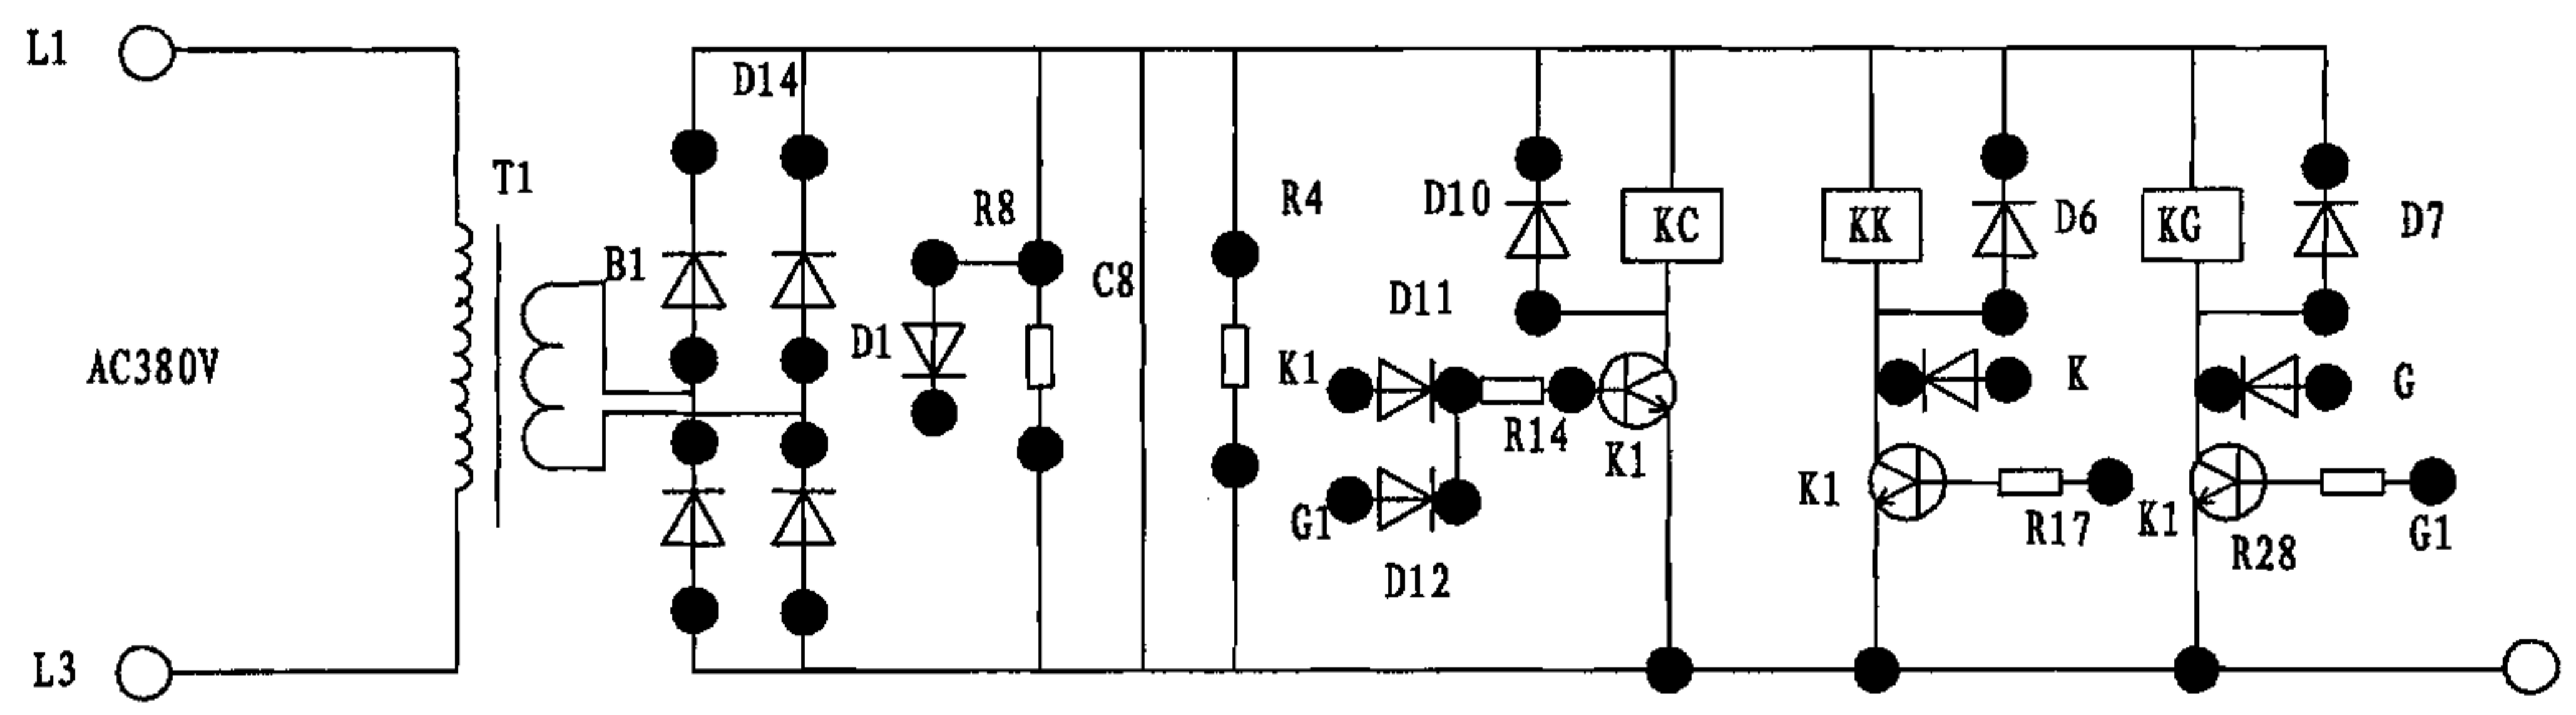 L1
D14
T1
R8
R4
D10
KC
KK
D6
KG
D7
B1
C8
D11
D1
K1
K
G
AC380V
R14
K1
G1
K1
R17
K1
R28
G1
D12
L3